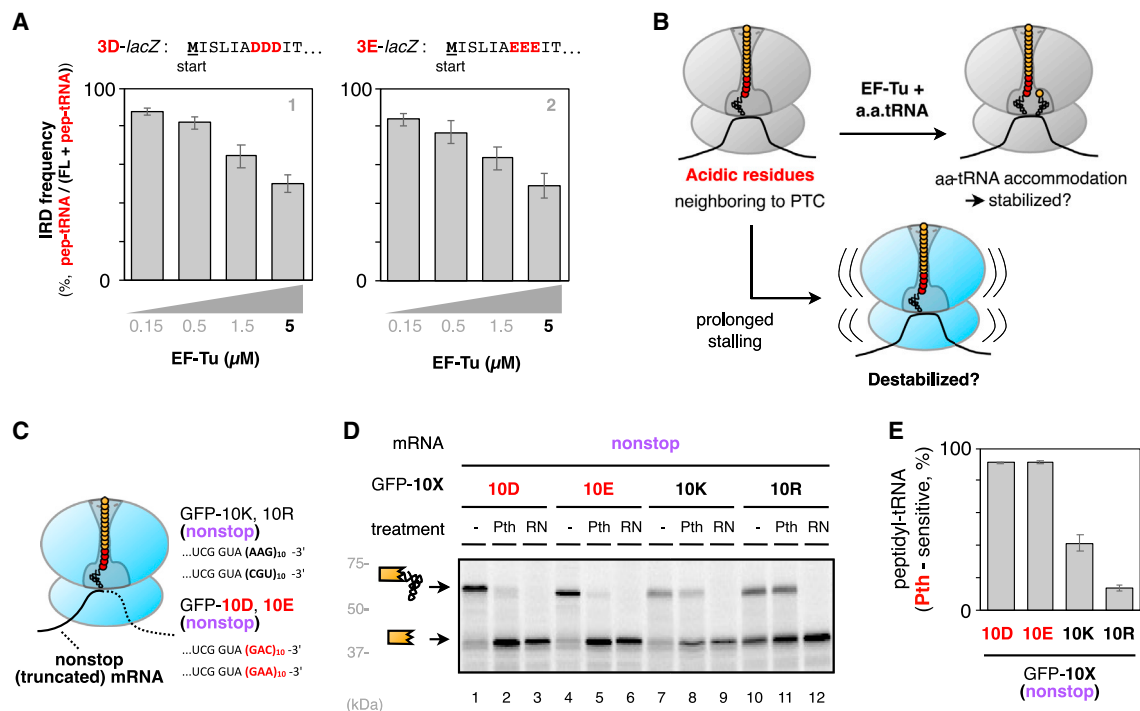 A
3D-lacZ : MISLIADDDIT...
start
3E-lacZ : MISLIAEEEIT...
start
IRD frequency
(%, pep-tRNA / (FL + pep-tRNA))
100
0
1
0.15 0.5 1.5 5
EF-Tu (µM)
100
0
2
0.15 0.5 1.5 5
EF-Tu (µM)
B
EF-Tu +
a.a.tRNA
Acidic residues
neighboring to PTC
aa-tRNA accommodation
➔ stabilized?
prolonged
stalling
Destabilized?
C
GFP-10K, 10R
(nonstop)
...UCG GUA (AAG)10 -3'
...UCG GUA (CGU)10 -3'
GFP-10D, 10E
(nonstop)
...UCG GUA (GAC)10 -3'
...UCG GUA (GAA)10 -3'
nonstop
(truncated) mRNA
D
mRNA nonstop
GFP-10X 10D 10E 10K 10R
treatment - Pth RN - Pth RN - Pth RN - Pth RN
75-
50-
37-
(kDa) 1 2 3 4 5 6 7 8 9 10 11 12
E
peptidyl-tRNA
(Pth - sensitive, %)
100
0
10D 10E 10K 10R
GFP-10X
(nonstop)